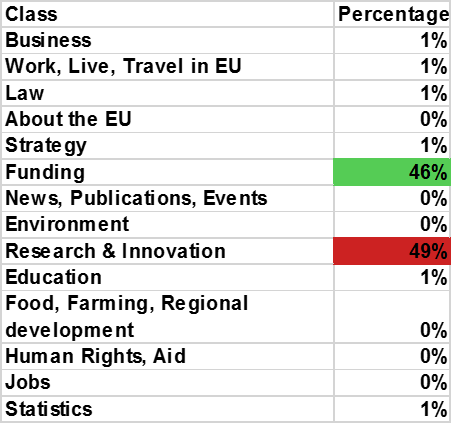 Class Percentage
Business 1%
Work, Live, Travel in EU 1%
Law 1%
About the EU 0%
Strategy 1%
Funding 46%
News, Publications, Events 0%
Environment 0%
Research & Innovation 49%
Education 1%
Food, Farming, Regional
development 0%
Human Rights, Aid 0%
Jobs 0%
Statistics 1%